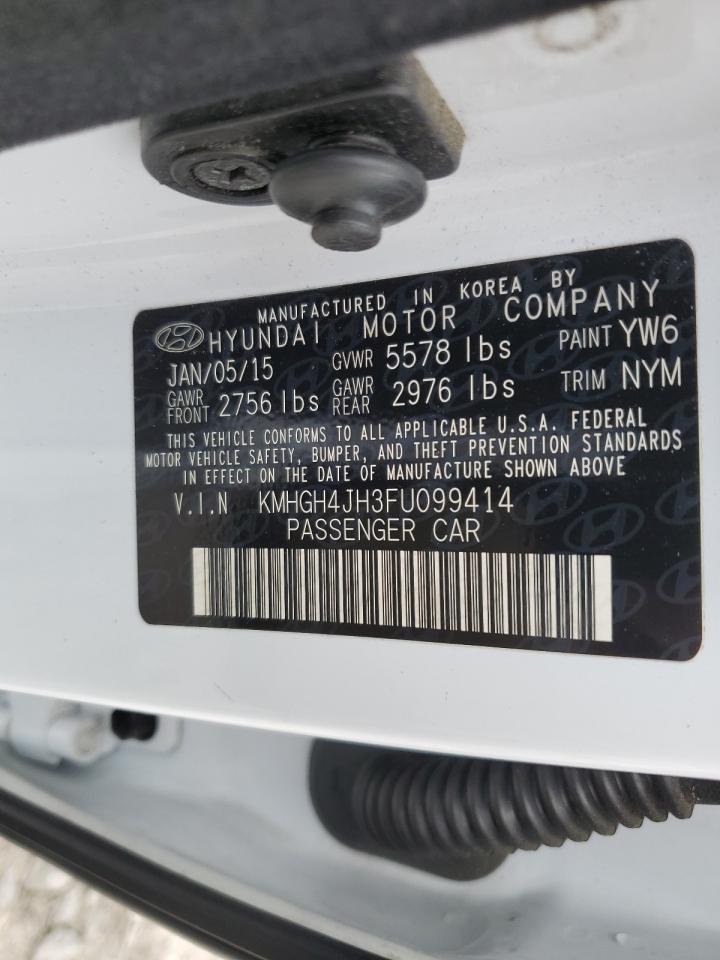 MANUFACTURED IN KOREA BY
HYUNDAI MOTOR COMPANY
JAN/05/15 GVWR 5578 lbs PAINT YW6
GAWR FRONT 2756 lbs GAWR REAR 2976 lbs TRIM NYM
THIS VEHICLE CONFORMS TO ALL APPLICABLE U.S.A. FEDERAL
MOTOR VEHICLE SAFETY, BUMPER, AND THEFT PREVENTION STANDARDS
IN EFFECT ON THE DATE OF MANUFACTURE SHOWN ABOVE
V.I.N KMHGH4JH3FU099414
PASSENGER CAR